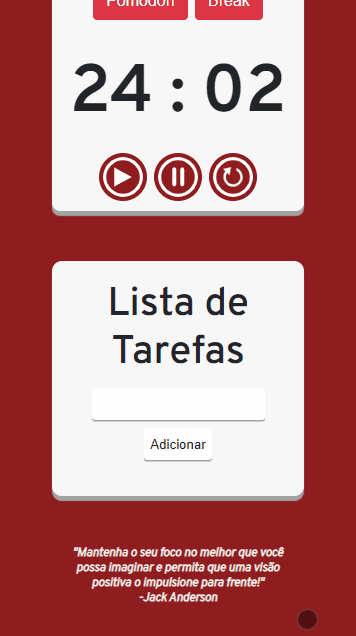 Pomodori Break
24 : 02
Lista de
Tarefas
Adicionar
"Mantenha o seu foco no melhor que você
possa imaginar e permita que uma visão
positiva o impulsione para frente!"
-Jack Anderson